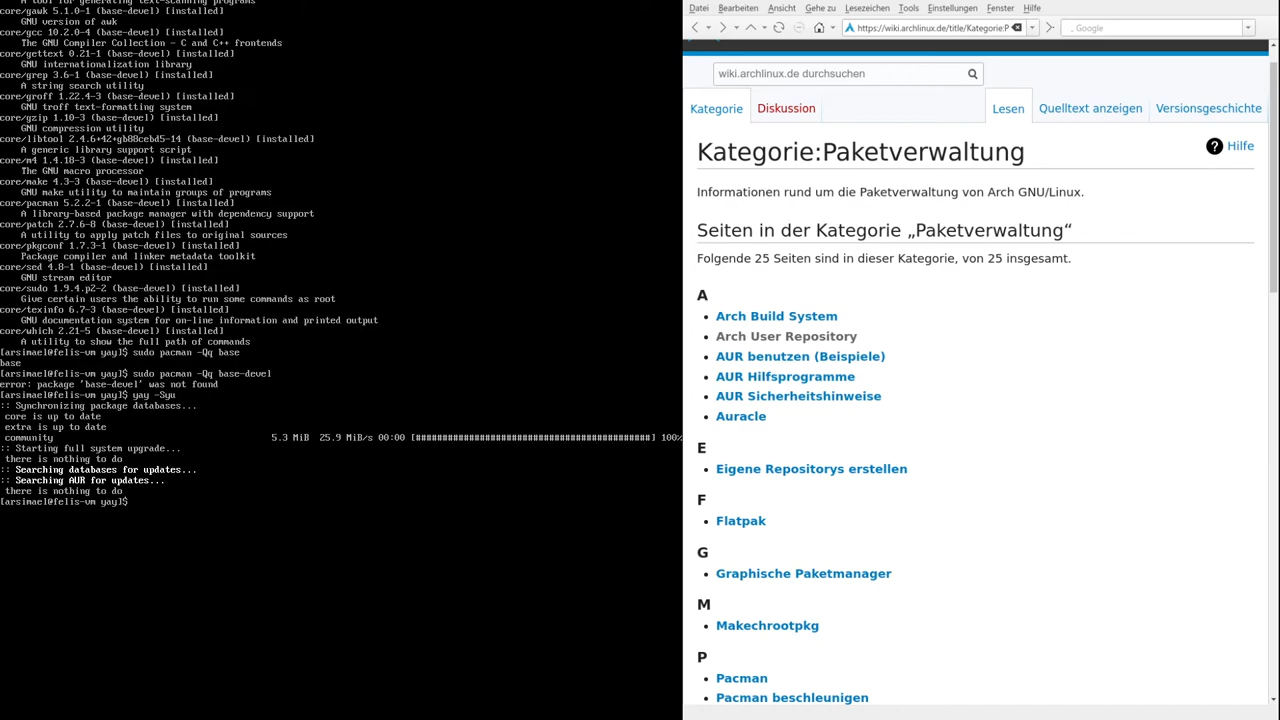 A tool for generating text-scanning programs
core/gawk 5.1.0-1 (base-devel) [installed]
GNU version of awk
core/gcc 10.2.0-4 (base-devel) [installed]
The GNU Compiler Collection - C and C++ frontends
core/gettext 0.21-1 (base-devel) [installed]
GNU internationalization library
core/grep 3.6-1 (base-devel) [installed]
A string search utility
core/groff 1.22.4-3 (base-devel) [installed]
GNU troff text-formatting system
core/gzip 1.10-3 (base-devel) [installed]
GNU compression utility
core/libtool 2.4.6+42+gb88cebd5-14 (base-devel) [installed]
A generic library support script
core/m4 1.4.18-3 (base-devel) [installed]
The GNU macro processor
core/make 4.3-3 (base-devel) [installed]
GNU make utility to maintain groups of programs
core/pacman 5.2.2-1 (base-devel) [installed]
A library-based package manager with dependency support
core/patch 2.7.6-8 (base-devel) [installed]
A utility to apply patch files to original sources
core/pkgconf 1.7.3-1 (base-devel) [installed]
Package compiler and linker metadata toolkit
core/sed 4.8-1 (base-devel) [installed]
GNU stream editor
core/sudo 1.9.4.p2-2 (base-devel) [installed]
Give certain users the ability to run some commands as root
core/texinfo 6.7-3 (base-devel) [installed]
GNU documentation system for on-line information and printed output
core/which 2.21-5 (base-devel) [installed]
A utility to show the full path of commands
[arsimael@felis-vm yay]$ sudo pacman -Qq base
base
[arsimael@felis-vm yay]$ sudo pacman -Qq base-devel
error: package 'base-devel' was not found
[arsimael@felis-vm yay]$ yay -Syu
:: Synchronizing package databases...
core is up to date
extra is up to date
community 5.3 MiB 25.9 MiB/s 00:00 [############################################] 100%
:: Starting full system upgrade...
there is nothing to do
:: Searching databases for updates...
:: Searching AUR for updates...
there is nothing to do
[arsimael@felis-vm yay]$
Datei Bearbeiten Ansicht Gehe zu Lesezeichen Tools Einstellungen Fenster Hilfe
https://wiki.archlinux.de/title/Kategorie:P Google
wiki.archlinux.de durchsuchen
Kategorie Diskussion Lesen Quelltext anzeigen Versionsgeschichte
Kategorie:Paketverwaltung
? Hilfe
Informationen rund um die Paketverwaltung von Arch GNU/Linux.
Seiten in der Kategorie „Paketverwaltung“
Folgende 25 Seiten sind in dieser Kategorie, von 25 insgesamt.
A
• Arch Build System
• Arch User Repository
• AUR benutzen (Beispiele)
• AUR Hilfsprogramme
• AUR Sicherheitshinweise
• Auracle
E
• Eigene Repositorys erstellen
F
• Flatpak
G
• Graphische Paketmanager
M
• Makechrootpkg
P
• Pacman
• Pacman beschleunigen